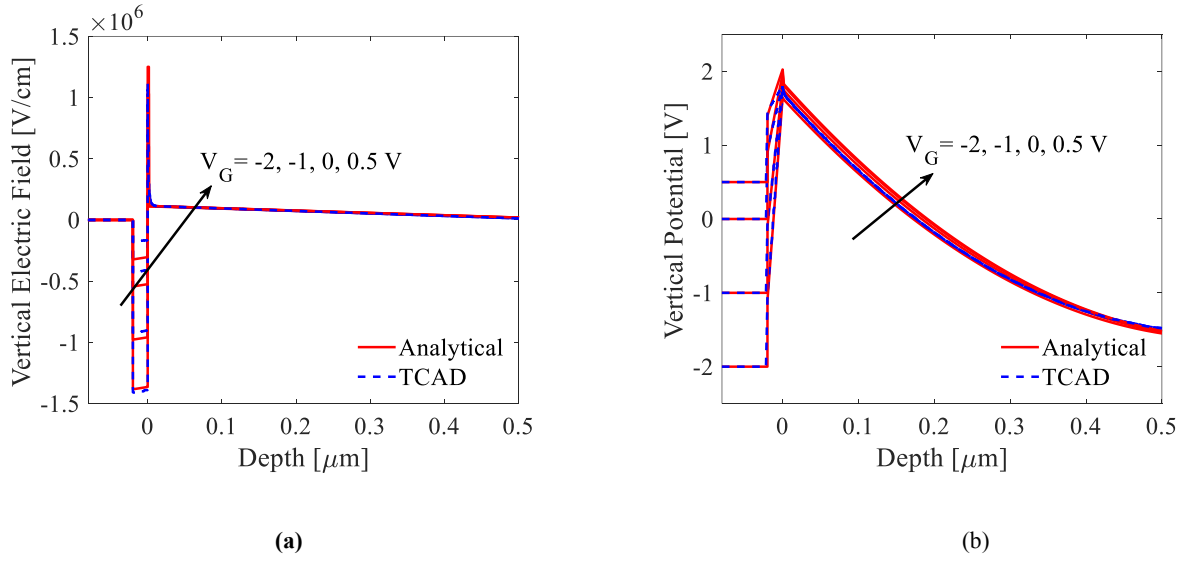 ×10⁶
1.5
1
0.5
0
-0.5
-1
-1.5
Vertical Electric Field [V/cm]
V_G= -2, -1, 0, 0.5 V
Analytical
TCAD
0 0.1 0.2 0.3 0.4 0.5
Depth [μm]
(a)
2
1
0
-1
-2
Vertical Potential [V]
V_G= -2, -1, 0, 0.5 V
Analytical
TCAD
0 0.1 0.2 0.3 0.4 0.5
Depth [μm]
(b)